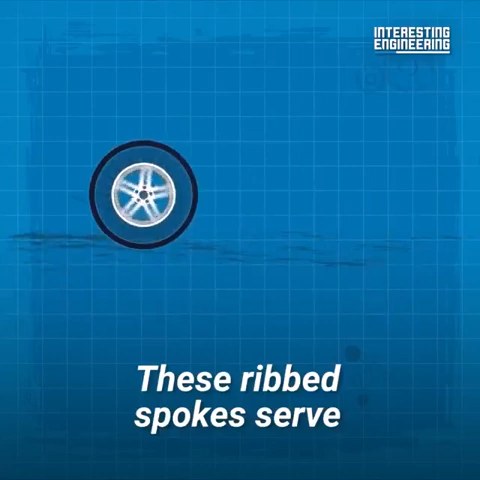 INTERESTING
ENGINEERING
These ribbed
spokes serve